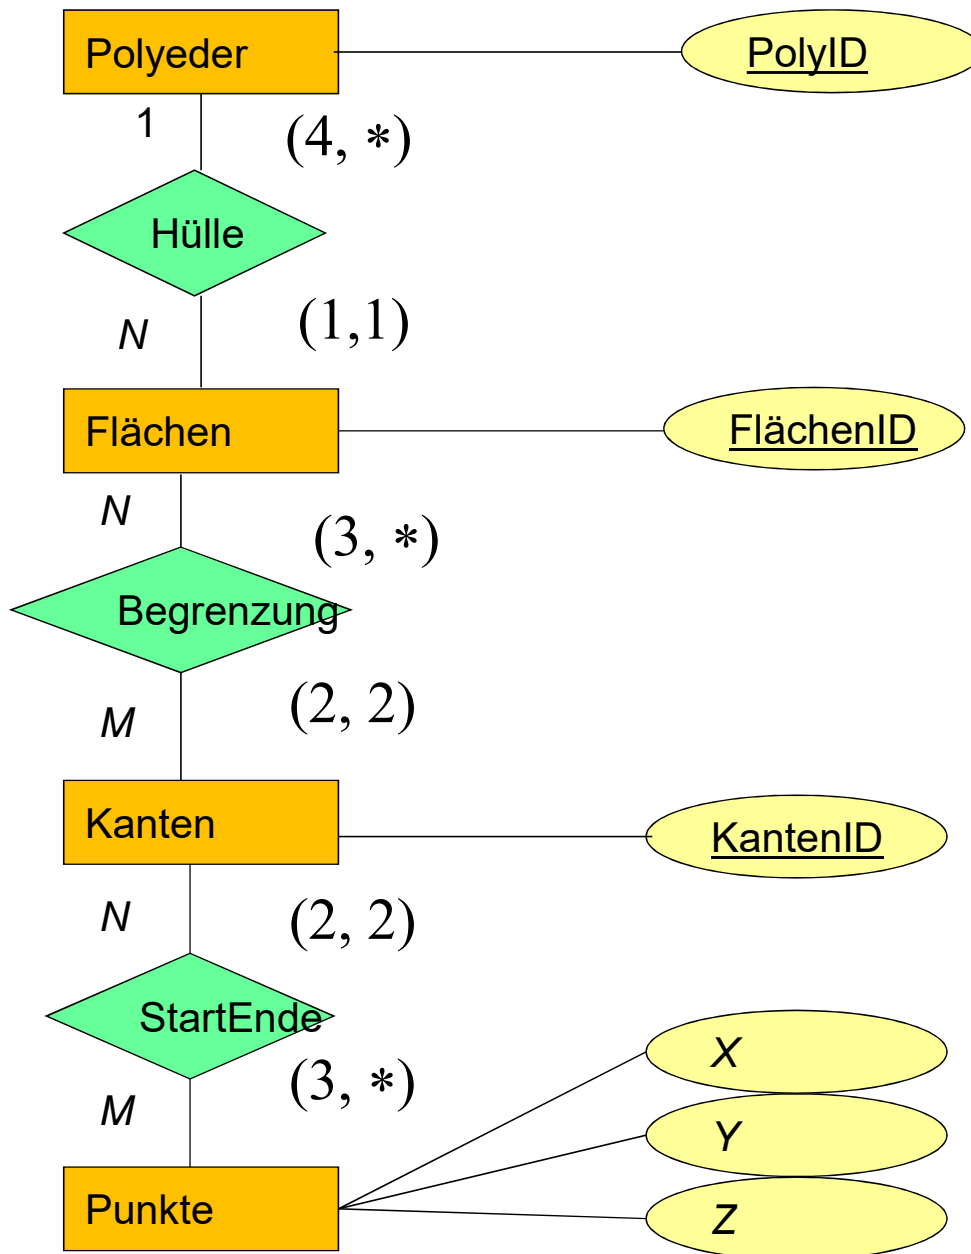 Polyeder
PolyID
1
(4, *)
Hülle
N
(1,1)
Flächen
FlächenID
N
(3, *)
Begrenzung
M
(2, 2)
Kanten
KantenID
N
(2, 2)
StartEnde
X
M
(3, *)
Y
Punkte
Z